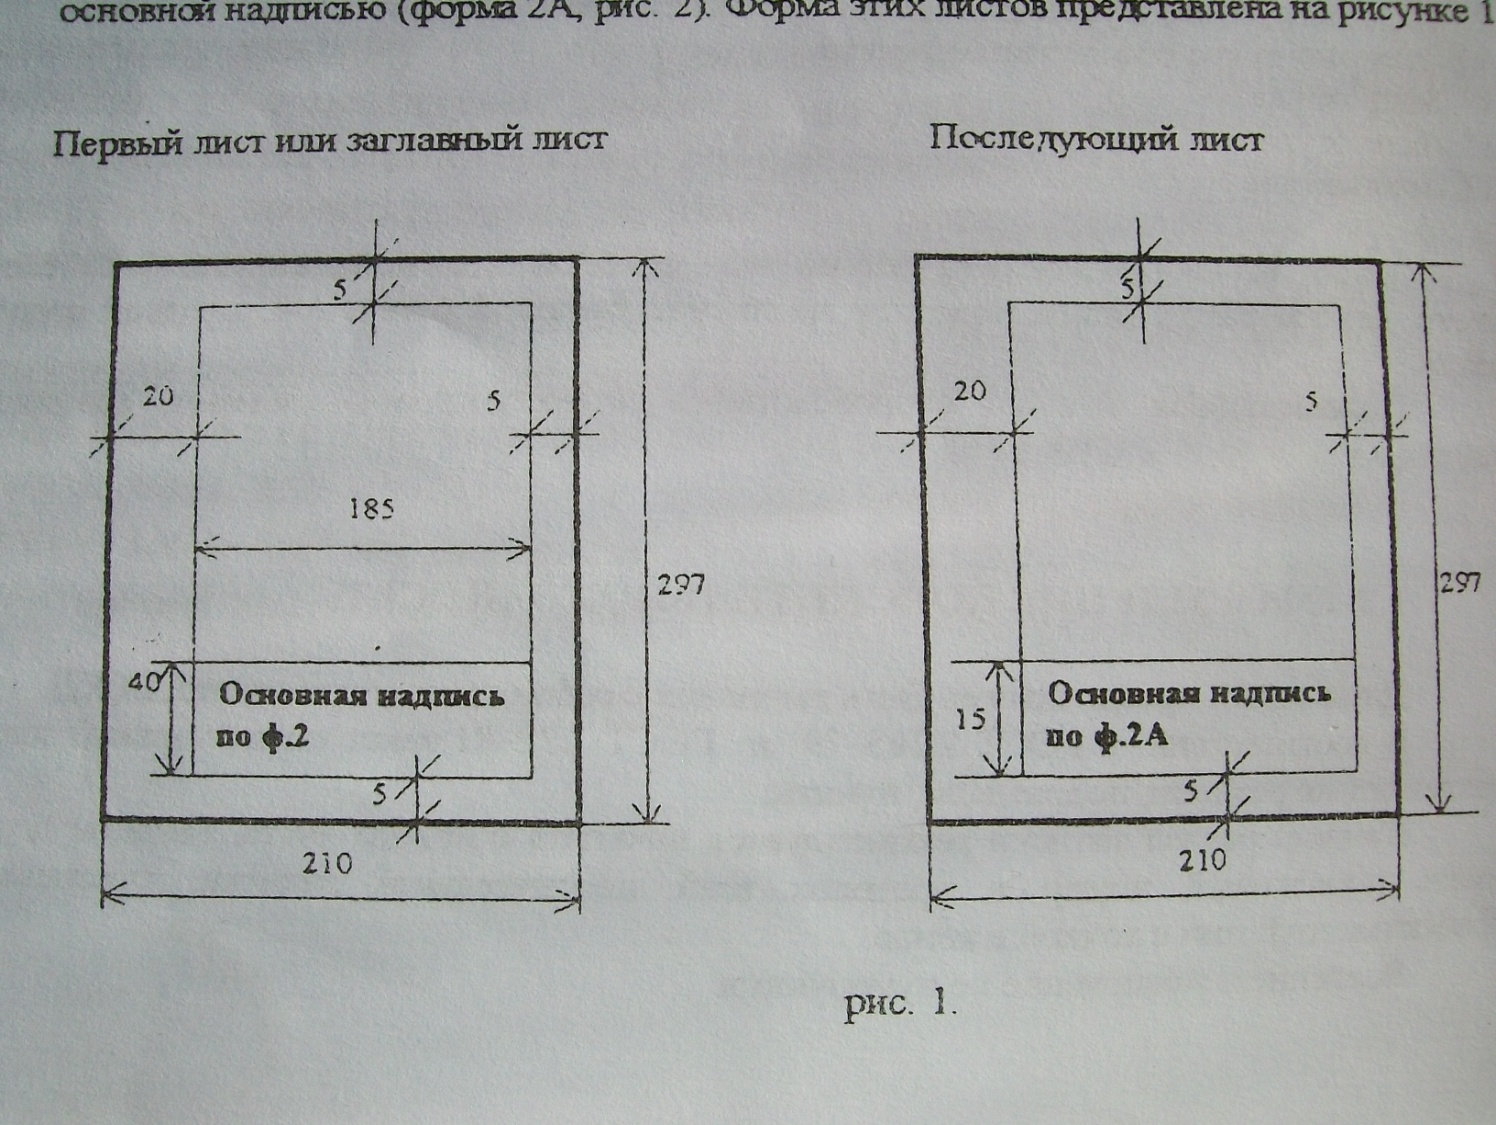 основной надписью (форма 2А, рис. 2). Форма этих листов представлена на рисунке 1
Первый лист или заглавный лист
Последующий лист
5
20
5
185
297
40
Основная надпись
по ф.2
5
210
5
20
5
297
15
Основная надпись
по ф.2А
5
210
рис. 1.